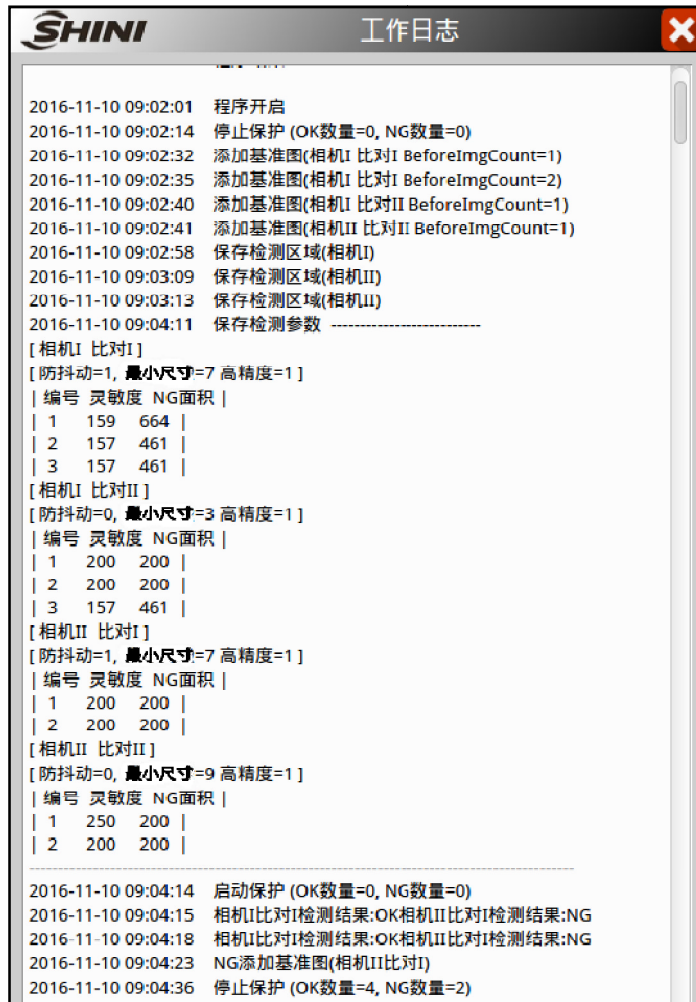 SHINI
工作日志
2016-11-10 09:02:01 程序开启
2016-11-10 09:02:14 停止保护 (OK数量=0, NG数量=0)
2016-11-10 09:02:32 添加基准图(相机I 比对I BeforeImgCount=1)
2016-11-10 09:02:35 添加基准图(相机I 比对I BeforeImgCount=2)
2016-11-10 09:02:40 添加基准图(相机I 比对II BeforeImgCount=1)
2016-11-10 09:02:41 添加基准图(相机II 比对II BeforeImgCount=1)
2016-11-10 09:02:58 保存检测区域(相机I)
2016-11-10 09:03:09 保存检测区域(相机II)
2016-11-10 09:03:13 保存检测区域(相机II)
2016-11-10 09:04:11 保存检测参数 --------------------------
[ 相机I 比对I ]
[ 防抖动=1, 最小尺寸=7 高精度=1 ]
| 编号 灵敏度 NG面积 |
| 1 159 664 |
| 2 157 461 |
| 3 157 461 |
[ 相机I 比对II ]
[ 防抖动=0, 最小尺寸=3 高精度=1 ]
| 编号 灵敏度 NG面积 |
| 1 200 200 |
| 2 200 200 |
| 3 157 461 |
[ 相机II 比对I ]
[ 防抖动=1, 最小尺寸=7 高精度=1 ]
| 编号 灵敏度 NG面积 |
| 1 200 200 |
| 2 200 200 |
[ 相机II 比对II ]
[ 防抖动=0, 最小尺寸=9 高精度=1 ]
| 编号 灵敏度 NG面积 |
| 1 250 200 |
| 2 200 200 |
2016-11-10 09:04:14 启动保护 (OK数量=0, NG数量=0)
2016-11-10 09:04:15 相机I比对I检测结果:OK相机II比对I检测结果:NG
2016-11-10 09:04:18 相机I比对I检测结果:OK相机II比对I检测结果:NG
2016-11-10 09:04:23 NG添加基准图(相机II比对I)
2016-11-10 09:04:36 停止保护 (OK数量=4, NG数量=2)